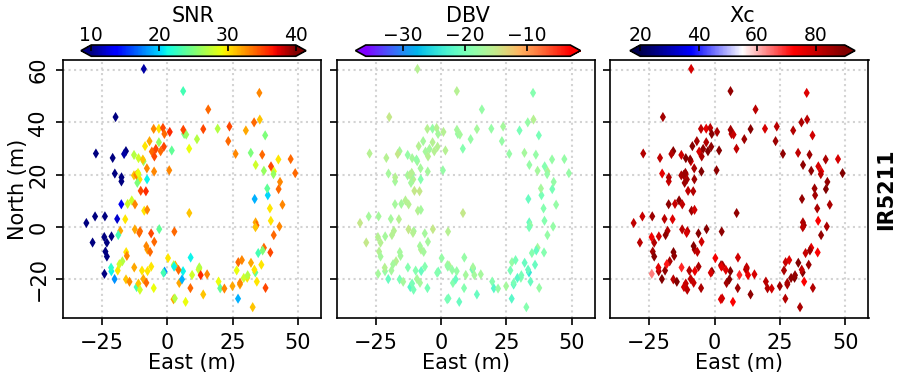 SNR DBV Xc
10 20 30 40 −30 −20 −10 20 40 60 80
60
40
20
0
−20
North (m)
IR5211
−25 0 25 50 −25 0 25 50 −25 0 25 50
East (m) East (m) East (m)